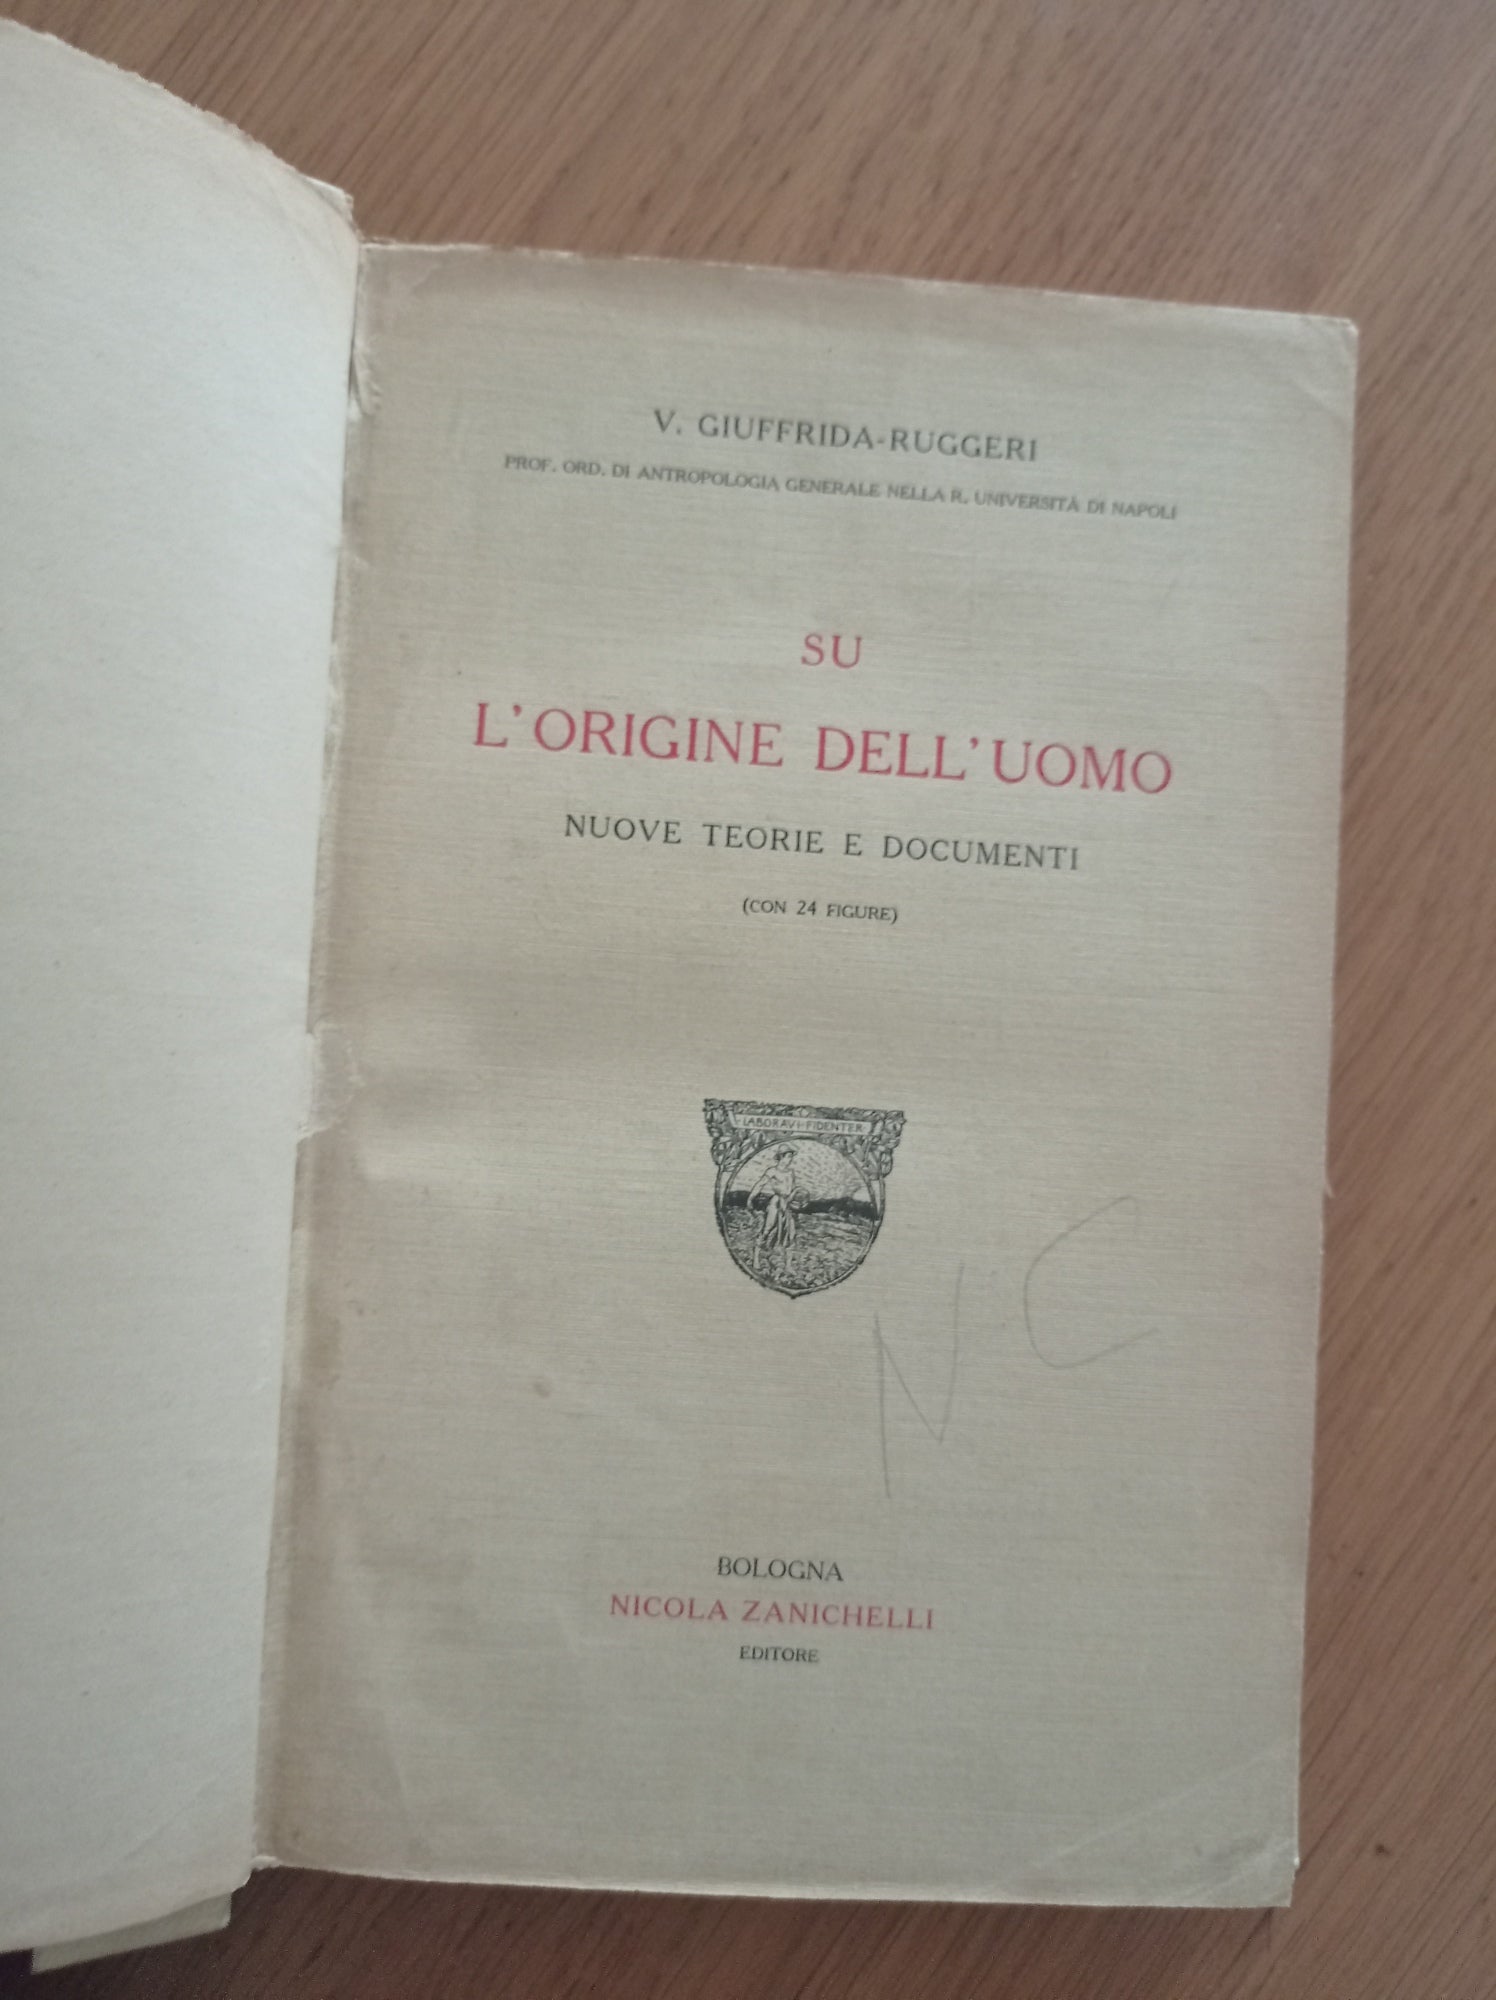 V. GIUFFRIDA-RUGGERI
PROF. ORD. DI ANTROPOLOGIA GENERALE NELLA R. UNIVERSITÀ DI NAPOLI
SU
L'ORIGINE DELL'UOMO
NUOVE TEORIE E DOCUMENTI
(CON 24 FIGURE)
LABORAVI FIDENTER
N C
BOLOGNA
NICOLA ZANICHELLI
EDITORE